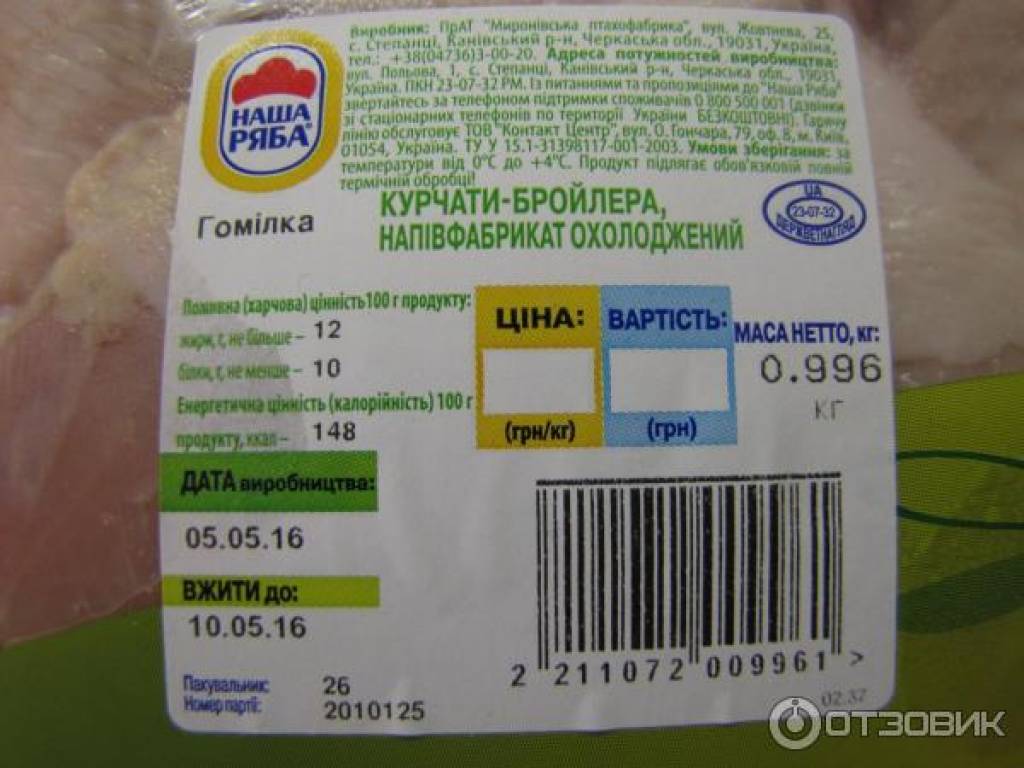 Виробник: ПрАТ "Миронівська птахофабрика", вул. Жовтнева, 25,
с. Степанці, Канівський р-н, Черкаська обл., 19031, Україна.
тел.: +38(04736)3-00-20. Адреса потужностей виробництва:
вул. Польова, 1, с. Степанці, Канівський р-н, Черкаська обл., 19031,
Україна. ПКН 23-07-32 РМ. Із питаннями та пропозиціями до "Наша Ряба"
звертайтесь за телефоном підтримки споживачів 0 800 500 001 (дзвінки
зі стаціонарних телефонів по території України БЕЗКОШТОВНІ). Гарячу
лінію обслуговує ТОВ "Контакт Центр", вул. О. Гончара, 79, оф. 8, м. Київ,
01054, Україна. ТУ У 15.1-31398117-001-2003. Умови зберігання: за
температури від 0°С до +4°С. Продукт підлягає обов'язковій повній
термічній обробці!
НАША
РЯБА®
Гомілка
КУРЧАТИ-БРОЙЛЕРА,
НАПІВФАБРИКАТ ОХОЛОДЖЕНИЙ
UA
23-07-32
ДЕРЖВЕТНАГЛЯД
Поживна (харчова) цінність 100 г продукту:
жири, г, не більше – 12
білки, г, не менше – 10
Енергетична цінність (калорійність) 100 г
продукту, ккал – 148
ЦІНА:
(грн/кг)
ВАРТІСТЬ:
(грн)
МАСА НЕТТО, кг:
0.996
кг
ДАТА виробництва:
05.05.16
ВЖИТИ до:
10.05.16
Пакувальник: 26
Номер партії: 2010125
2 211072 009961 >
02.37
ОТЗОВИК